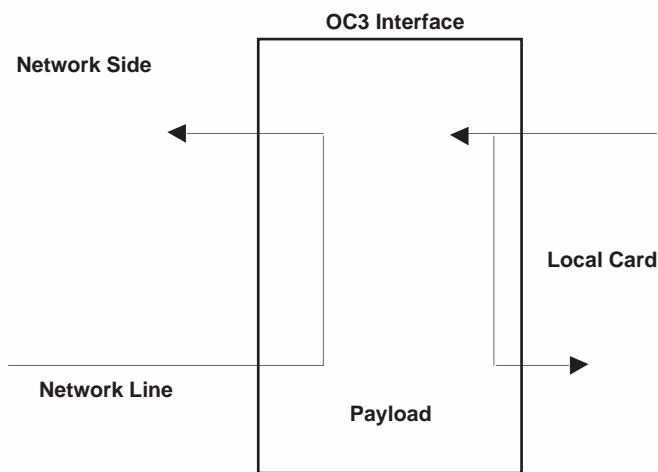 OC3 Interface
Network Side
Local Card
Network Line
Payload